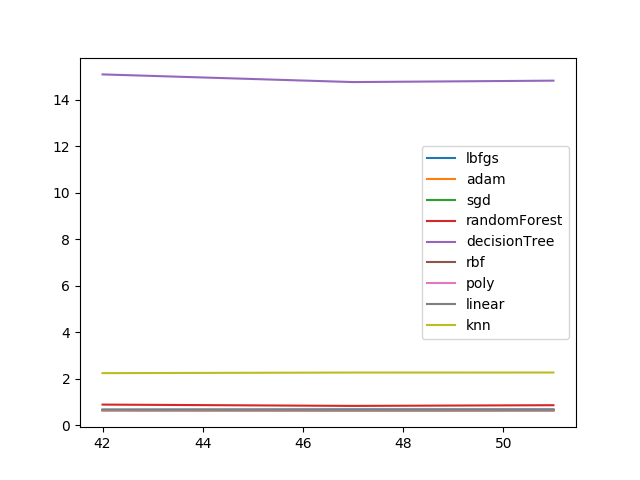 14
12
10
8
6
4
2
0
lbfgs
adam
sgd
randomForest
decisionTree
rbf
poly
linear
knn
42 44 46 48 50